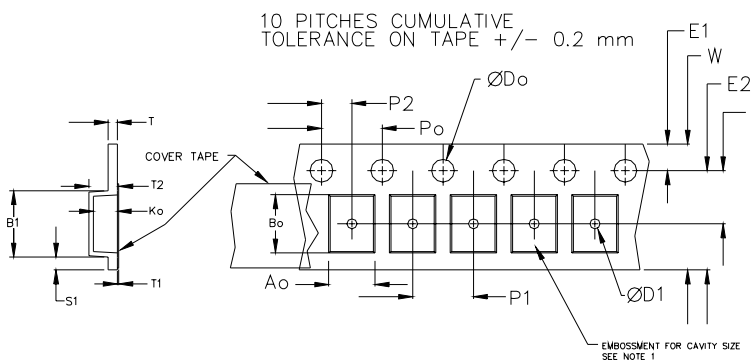 10 PITCHES CUMULATIVE
TOLERANCE ON TAPE +/- 0.2 mm
E1
W
E2
ØDo
P2
Po
T
COVER TAPE
T2
Ko
B1
Bo
T1
S1
Ao
P1
ØD1
EMBOSSMENT FOR CAVITY SIZE
SEE NOTE 1